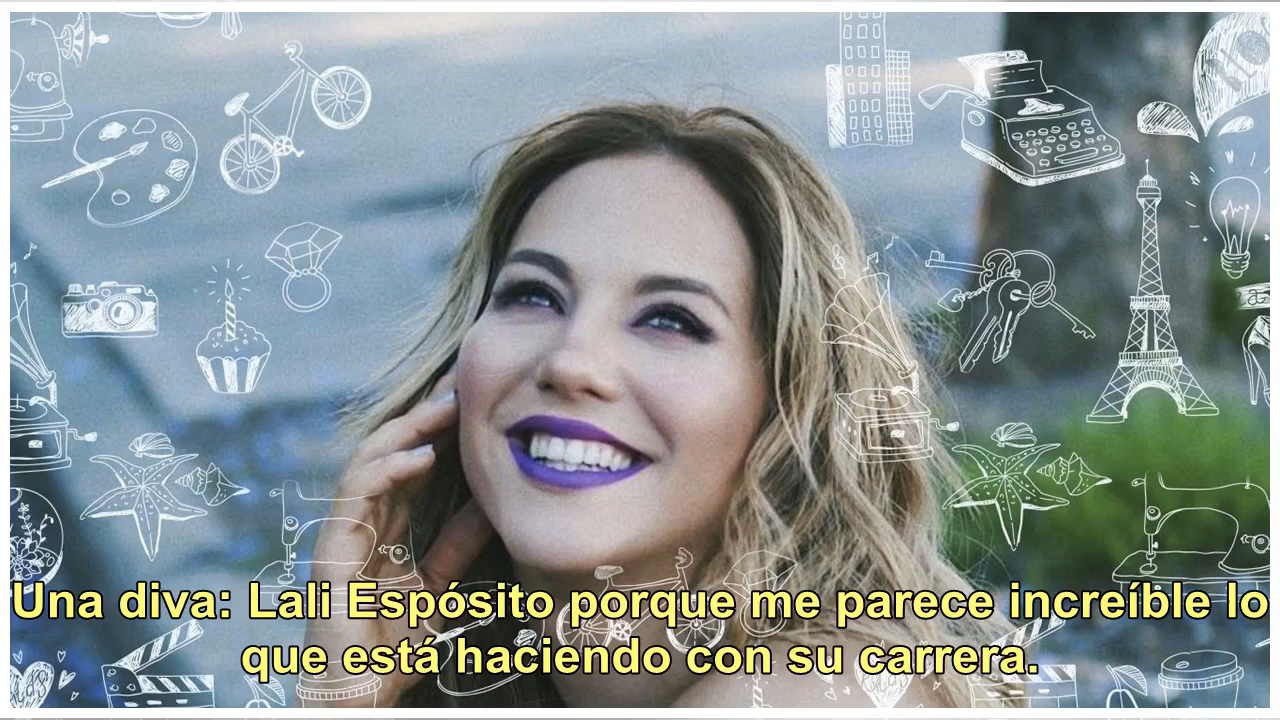 Una diva: Lali Espósito porque me parece increíble lo
que está haciendo con su carrera.